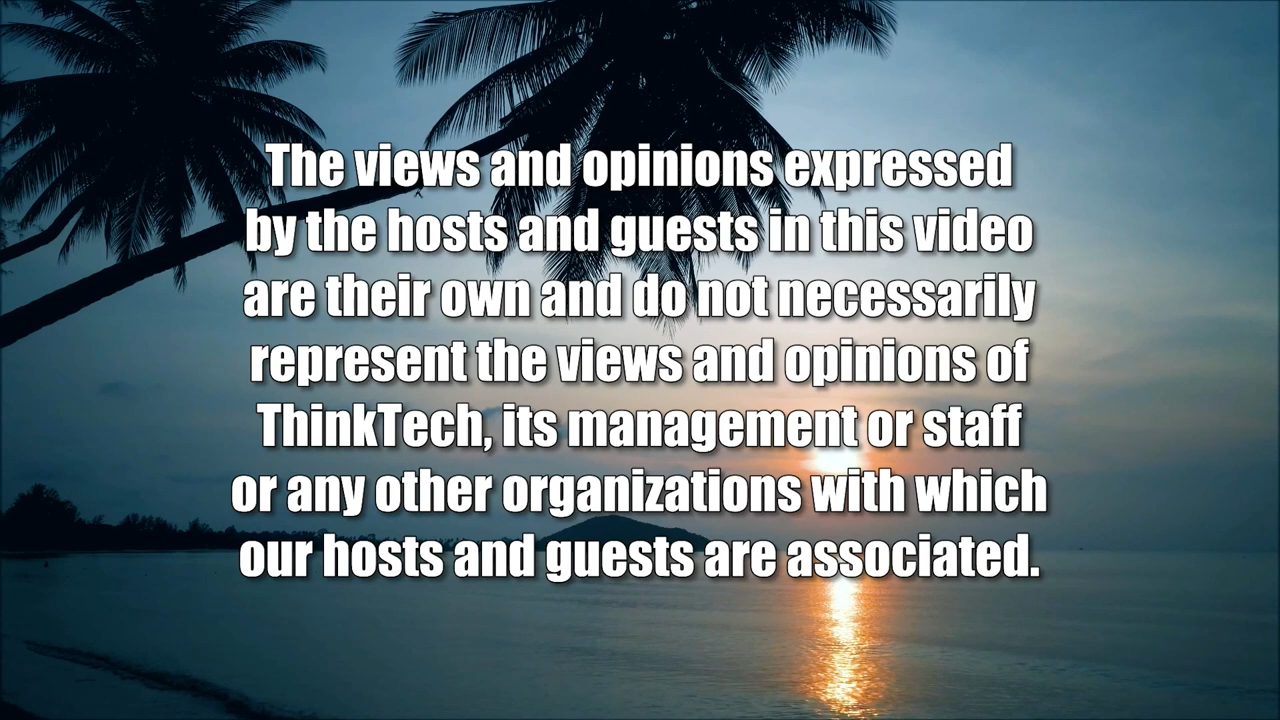 The views and opinions expressed
by the hosts and guests in this video
are their own and do not necessarily
represent the views and opinions of
ThinkTech, its management or staff
or any other organizations with which
our hosts and guests are associated.